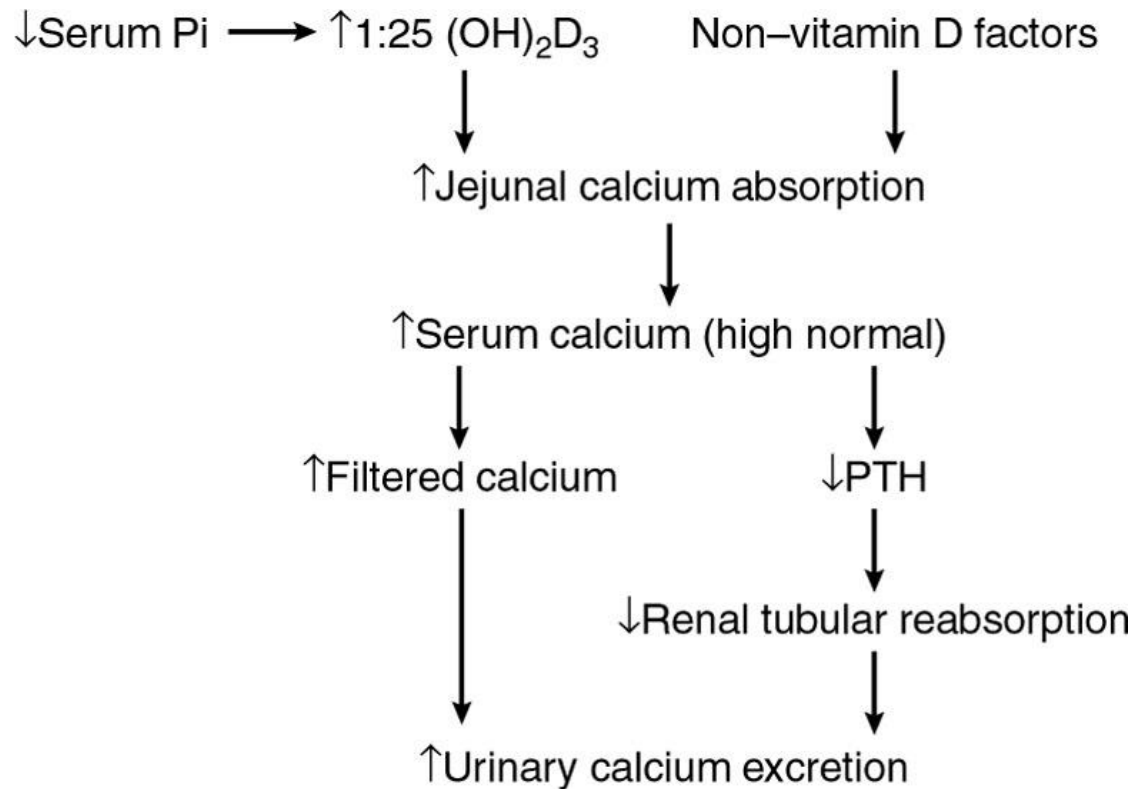 ↓Serum Pi → ↑1:25 (OH)₂D₃ Non–vitamin D factors
↑Jejunal calcium absorption
↑Serum calcium (high normal)
↑Filtered calcium ↓PTH
↓Renal tubular reabsorption
↑Urinary calcium excretion